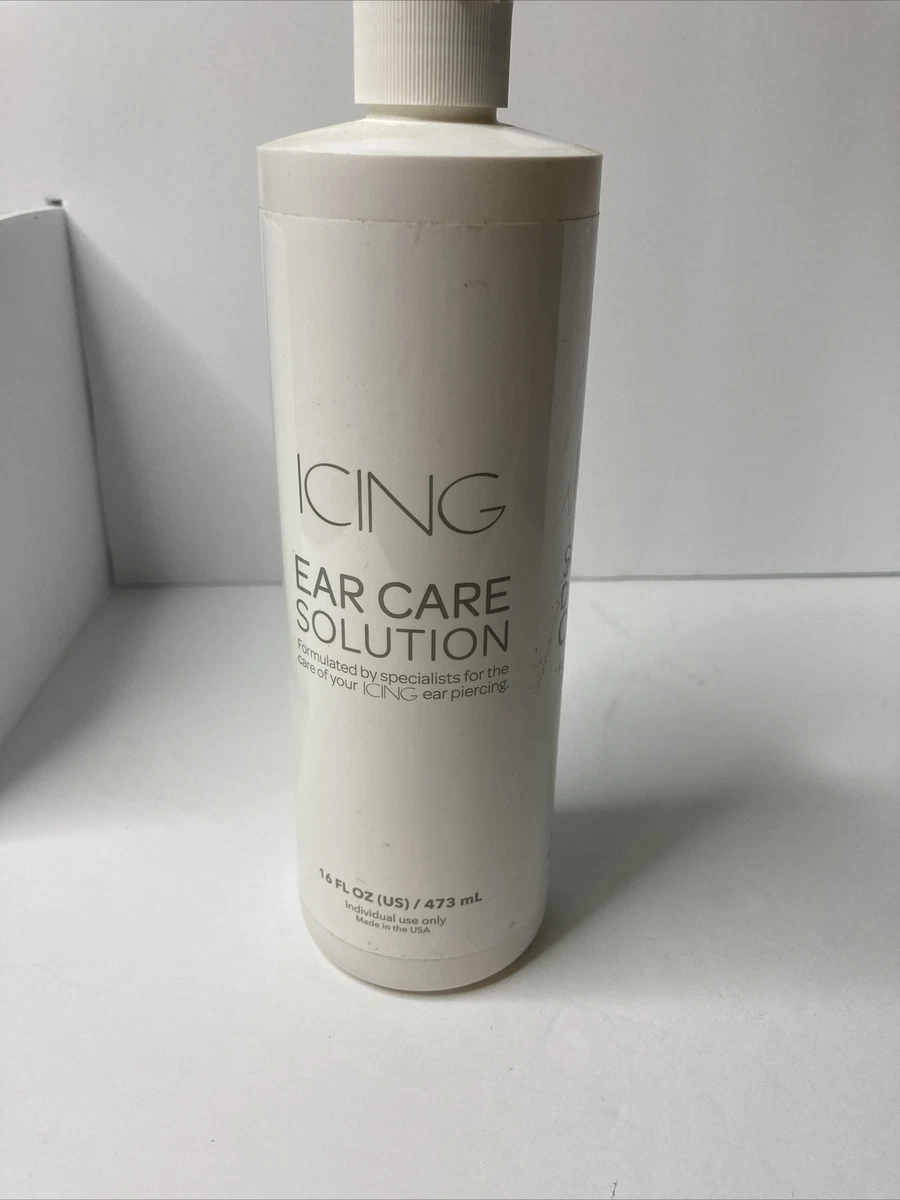 ICING
EAR CARE
SOLUTION
Formulated by specialists for the
care of your ICING ear piercing.
16 FL OZ (US) / 473 mL
Individual use only
Made in the USA